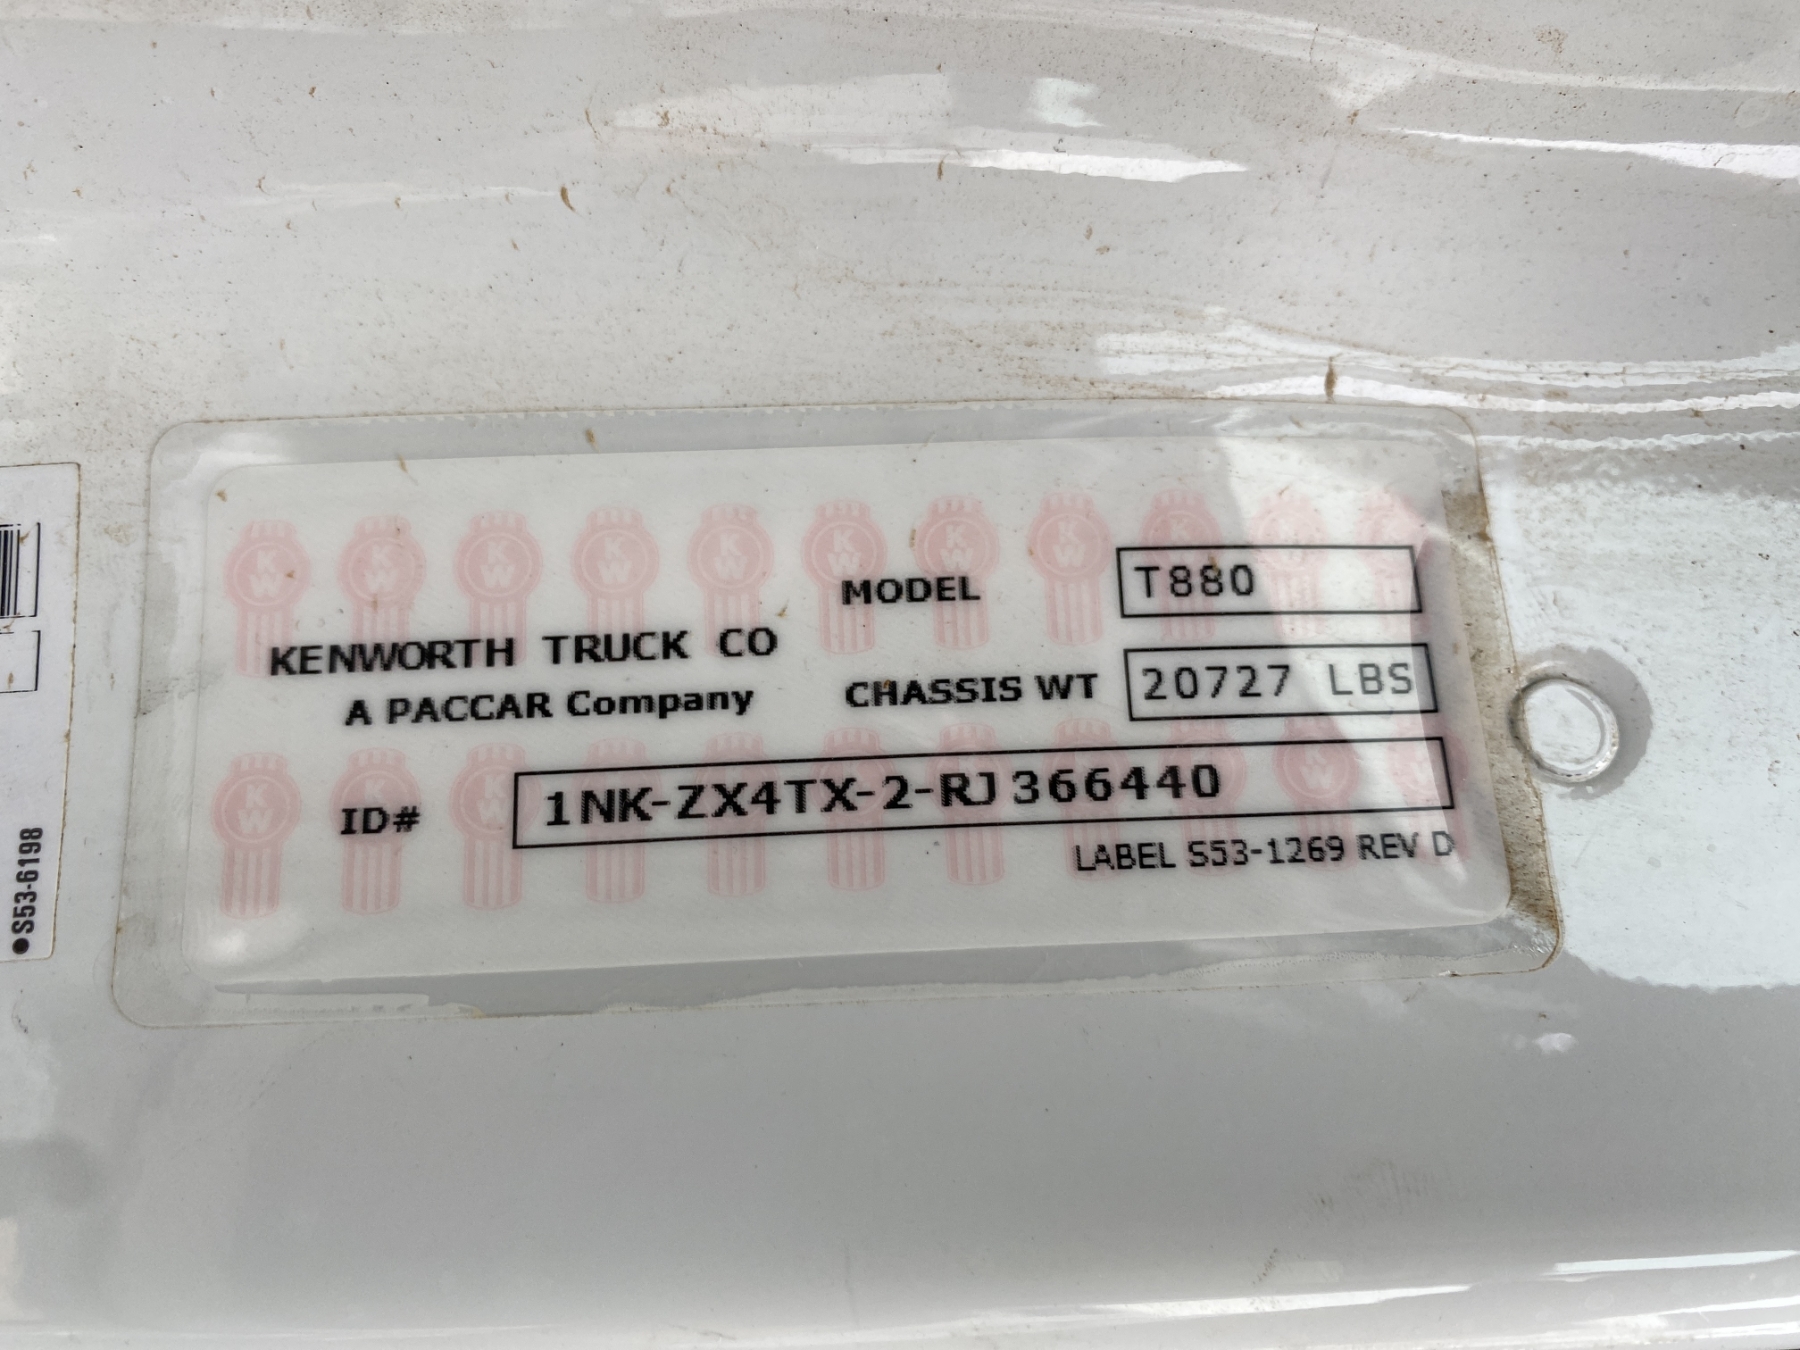 KENWORTH TRUCK CO
A PACCAR Company
MODEL T880
CHASSIS WT 20727 LBS
ID# 1NK-ZX4TX-2-RJ366440
LABEL S53-1269 REV D
●S53-6198